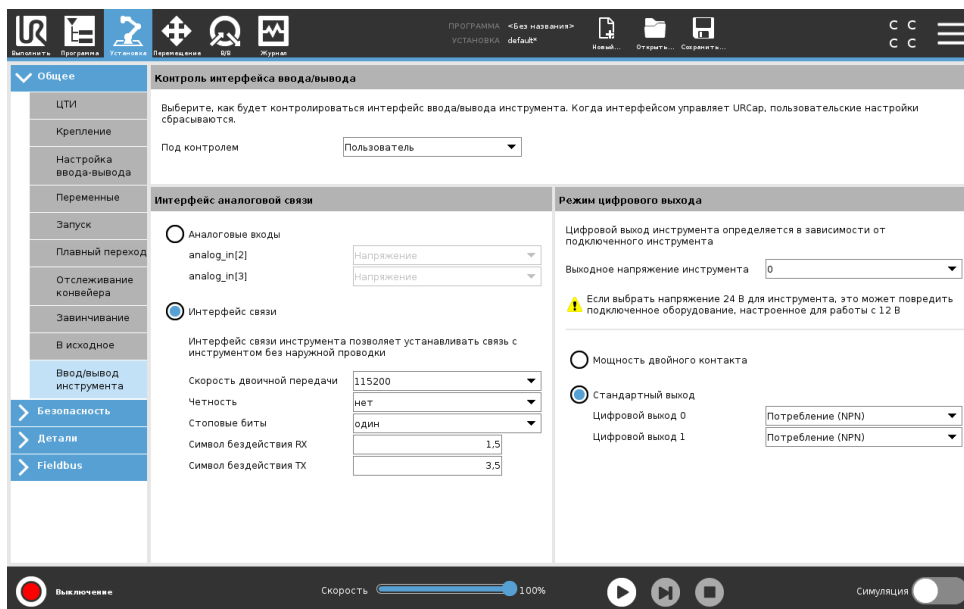 UR
ПРОГРАММА <Без названия>
УСТАНОВКА default*
Выполнить Программа Установка Перемещение В/В Журнал
Новый... Открыть... Сохранить...
C C
C C
Общее
ЦТИ
Крепление
Настройка
ввода-вывода
Переменные
Запуск
Плавный переход
Отслеживание
конвейера
Завинчивание
В исходное
Ввод/вывод
инструмента
Безопасность
Детали
Fieldbus
Контроль интерфейса ввода/вывода
Выберите, как будет контролироваться интерфейс ввода/вывода инструмента. Когда интерфейсом управляет URCap, пользовательские настройки
сбрасываются.
Под контролем Пользователь
Интерфейс аналоговой связи
Аналоговые входы
analog_in[2] Напряжение
analog_in[3] Напряжение
Интерфейс связи
Интерфейс связи инструмента позволяет устанавливать связь с
инструментом без наружной проводки
Скорость двоичной передачи 115200
Четность нет
Стоповые биты один
Символ бездействия RX 1,5
Символ бездействия TX 3,5
Режим цифрового выхода
Цифровой выход инструмента определяется в зависимости от
подключенного инструмента
Выходное напряжение инструмента 0
Если выбрать напряжение 24 В для инструмента, это может повредить
подключенное оборудование, настроенное для работы с 12 В
Мощность двойного контакта
Стандартный выход
Цифровой выход 0 Потребление (NPN)
Цифровой выход 1 Потребление (NPN)
Выключение
Скорость 100%
Симуляция